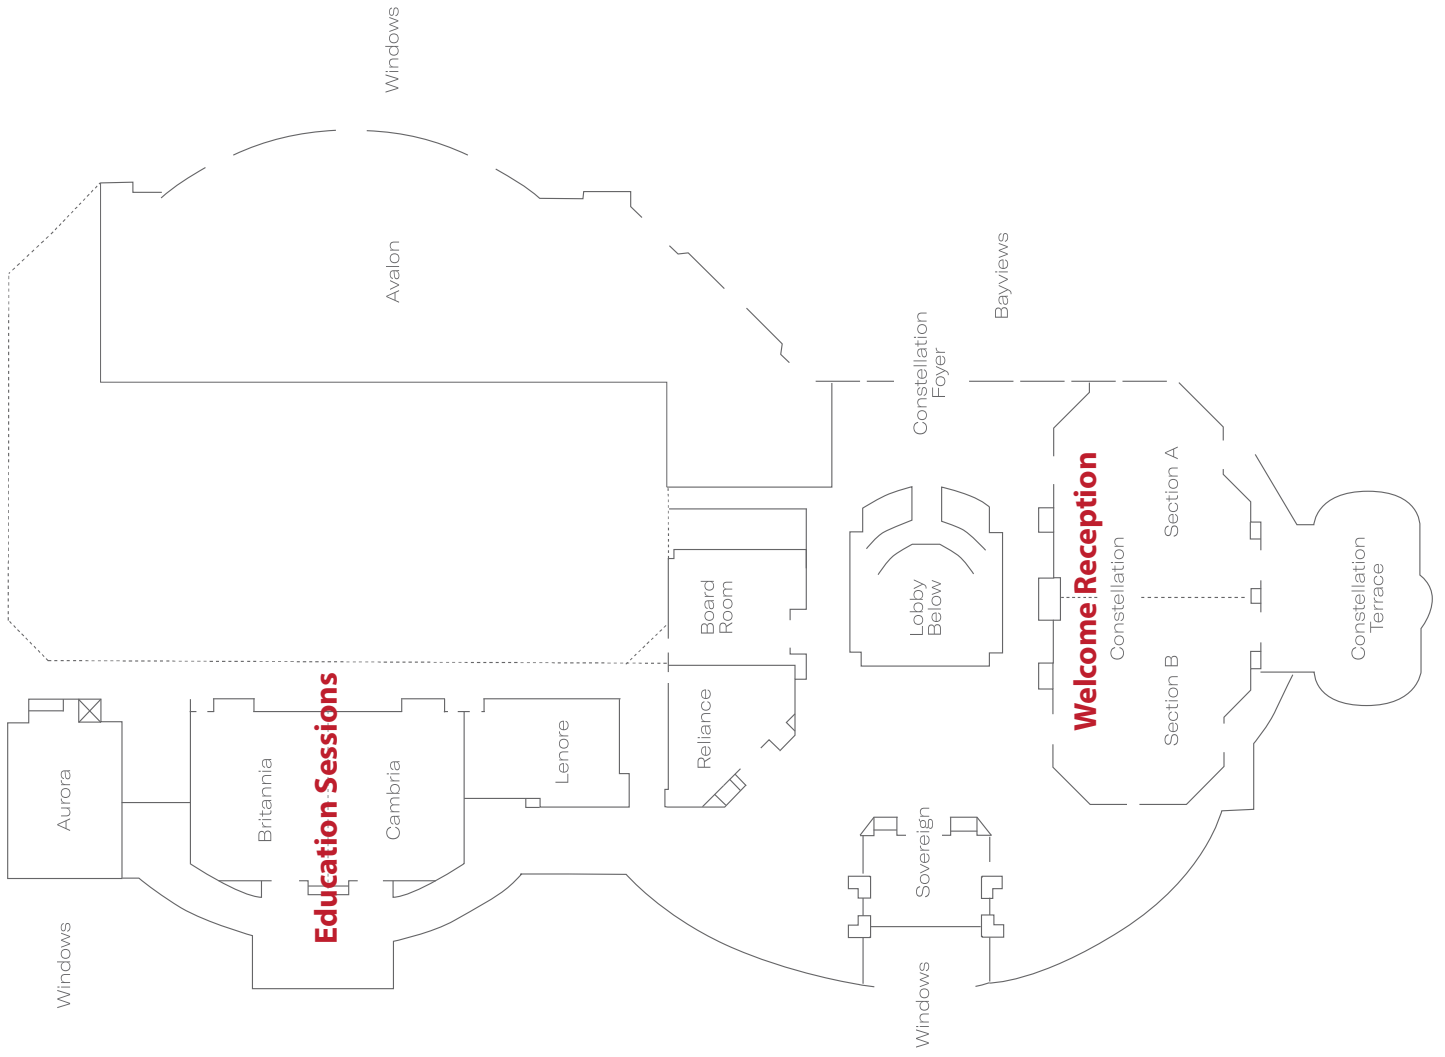 Windows
Avalon
Bayviews
Constellation
Foyer
Section A
Welcome Reception
Constellation
Constellation
Terrace
Section B
Board
Room
Lobby
Below
Reliance
Lenore
Education Sessions
Britannia
Cambria
Aurora
Sovereign
Windows
Windows